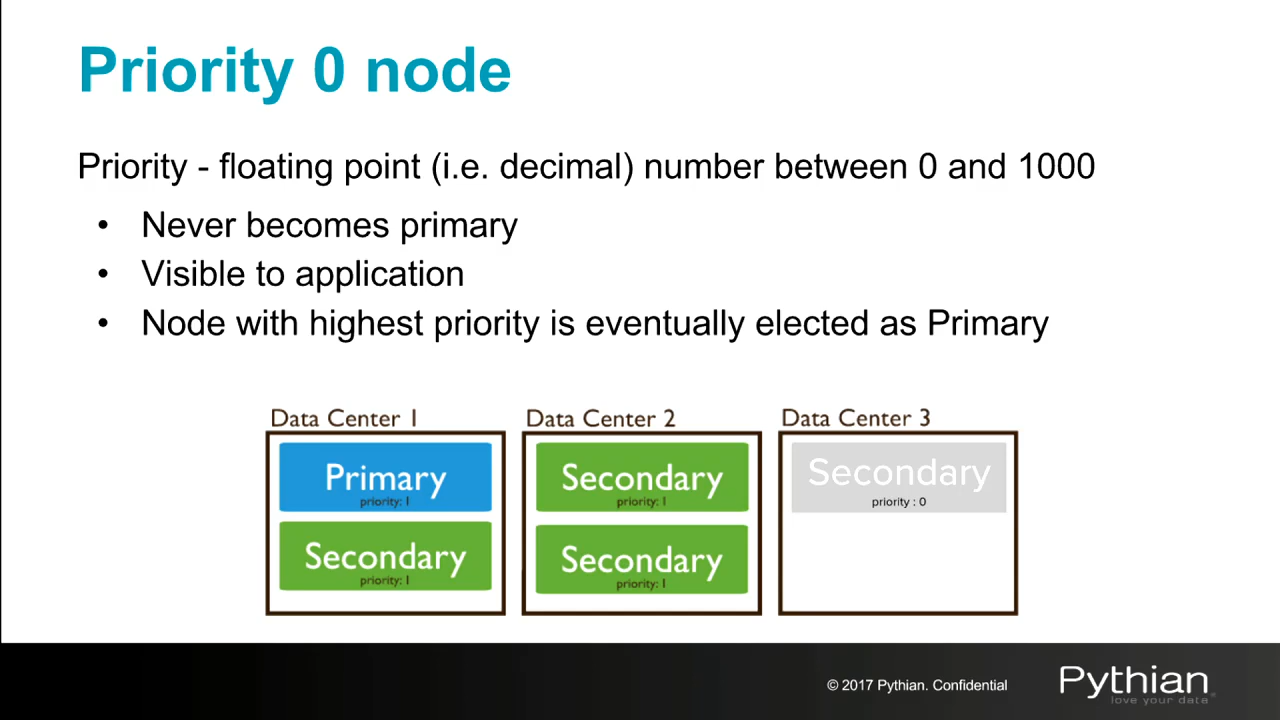 Priority 0 node
Priority - floating point (i.e. decimal) number between 0 and 1000
• Never becomes primary
• Visible to application
• Node with highest priority is eventually elected as Primary
Data Center 1
Primary
priority: 1
Secondary
priority: 1
Data Center 2
Secondary
priority: 1
Secondary
priority: 1
Data Center 3
Secondary
priority : 0
© 2017 Pythian. Confidential
Pythian
love your data